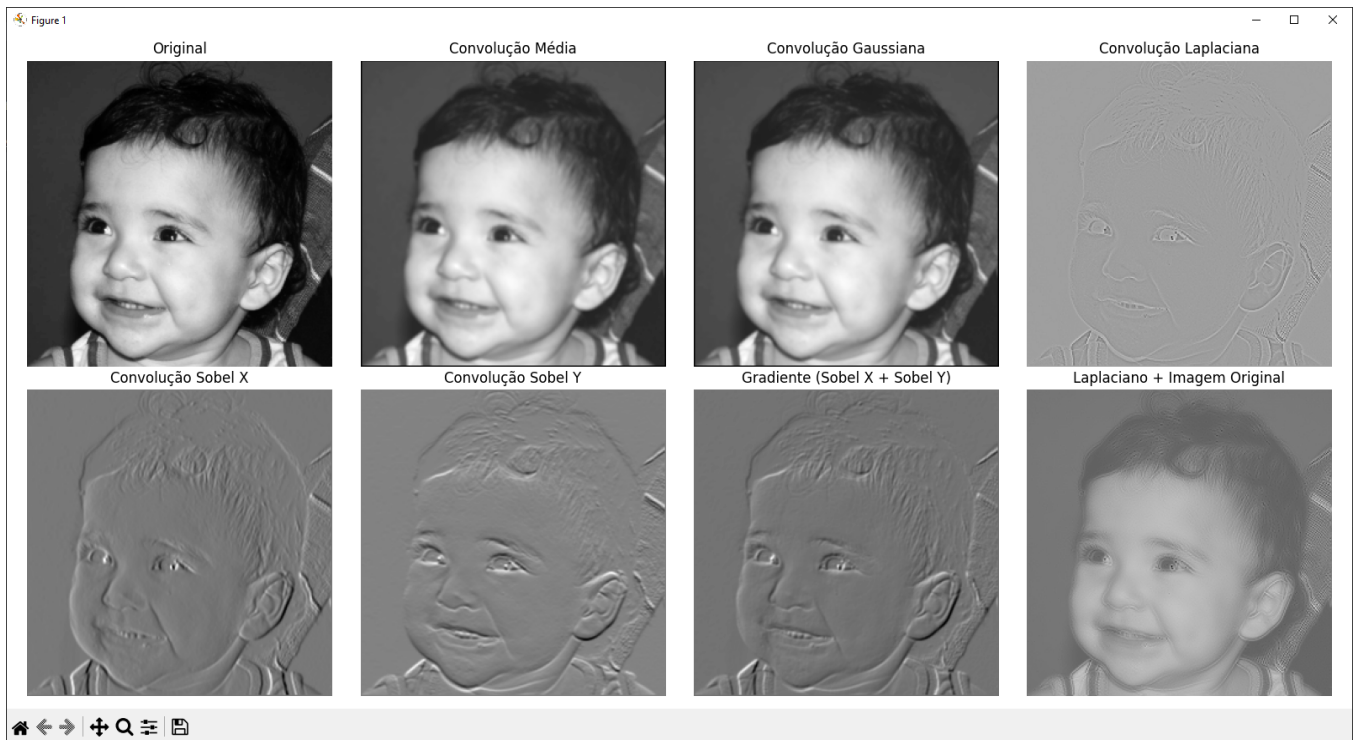 Figure 1
Original
Convolução Média
Convolução Gaussiana
Convolução Laplaciana
Convolução Sobel X
Convolução Sobel Y
Gradiente (Sobel X + Sobel Y)
Laplaciano + Imagem Original